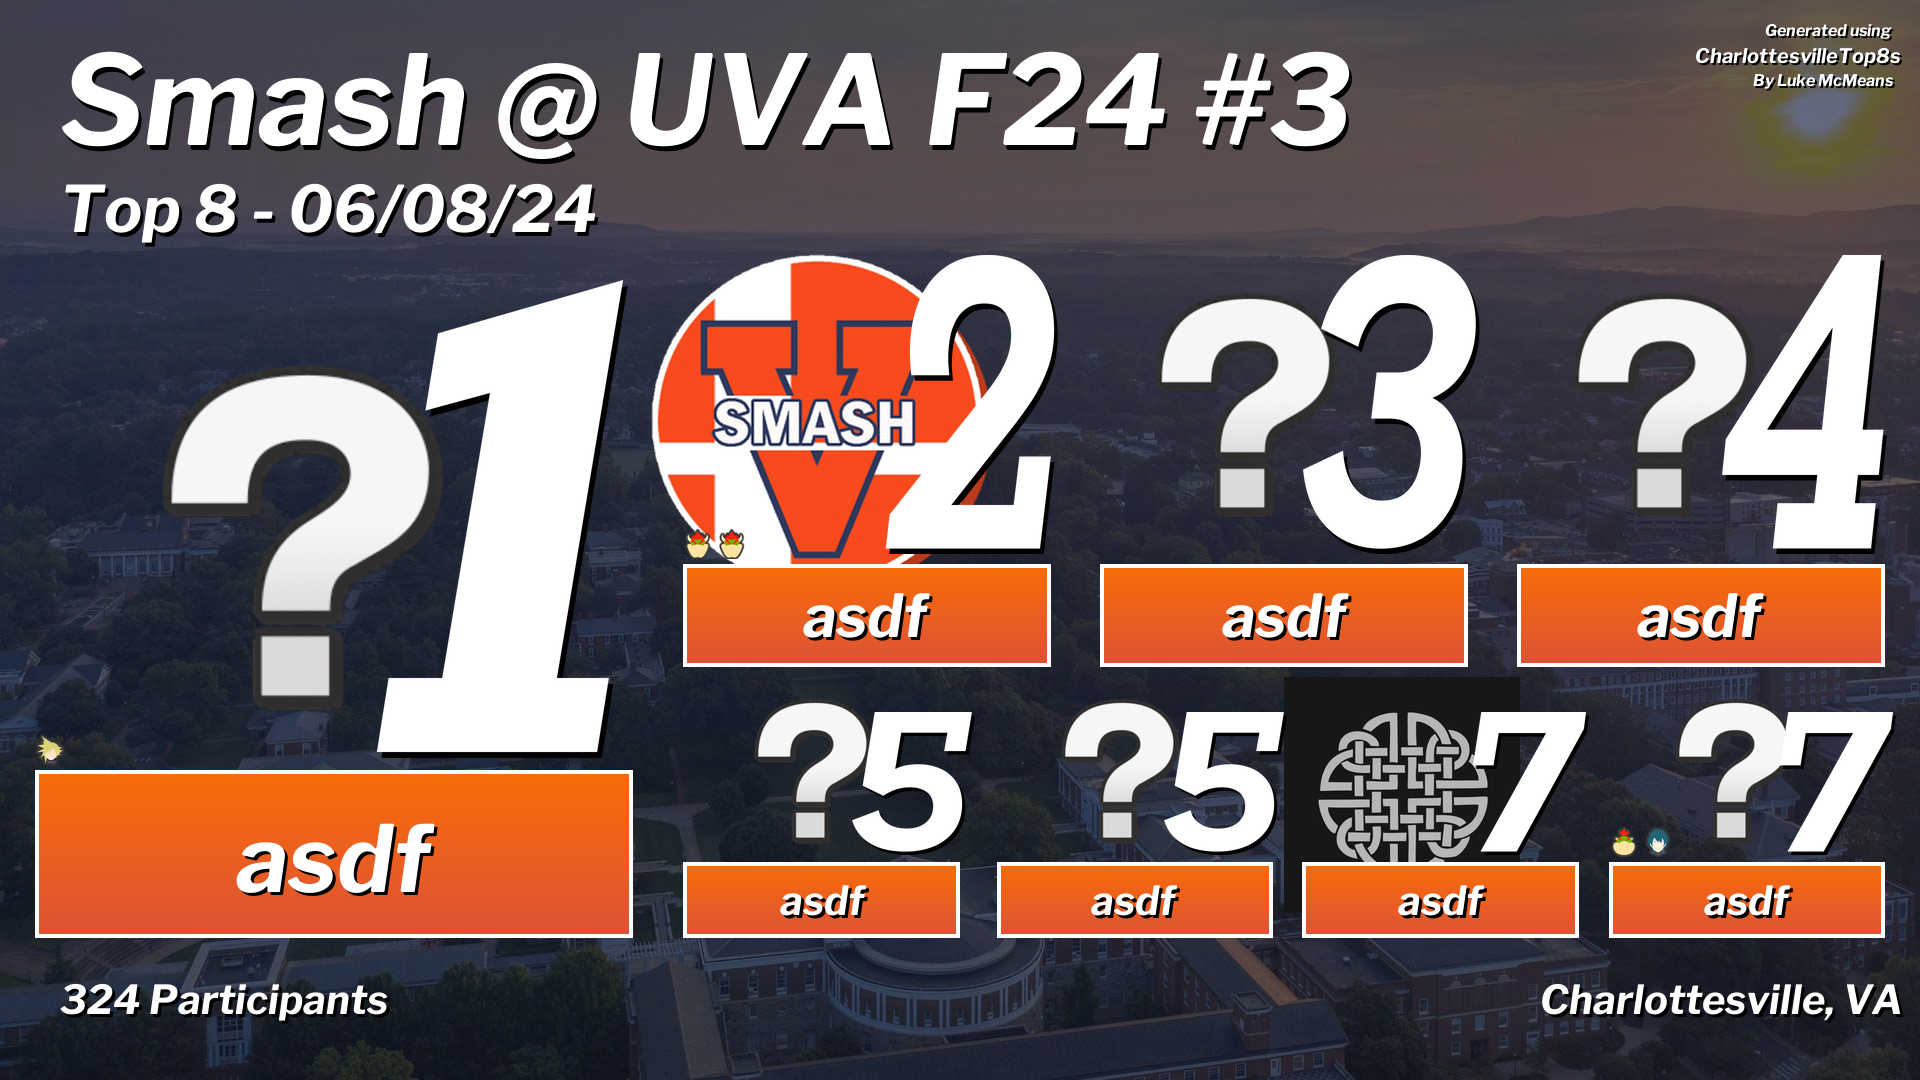 Smash @ UVA F24 #3
Generated using
CharlottesvilleTop8s
By Luke McMeans
Top 8 - 06/08/24
?
1
SMASH
V
2
?
3
?
4
asdf
asdf
asdf
asdf
?
5
?
5
7
?
7
asdf
asdf
asdf
asdf
324 Participants
Charlottesville, VA